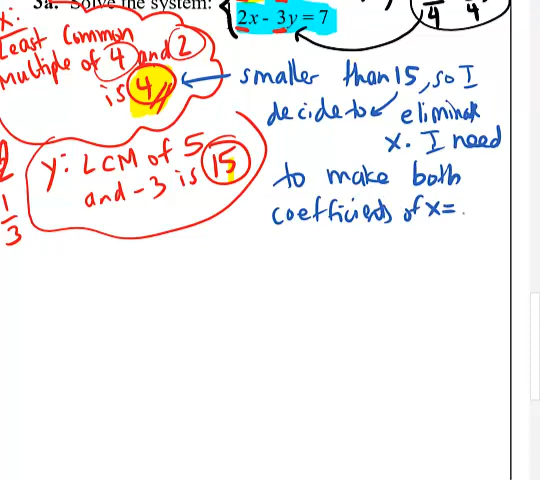 3a. Solve the system:
2x - 3y = 7
4 4
x:
Least Common
Multiple of 4 and 2
is 4
smaller than 15, so I
decide to eliminate
x. I need
to make both
coefficients of x=
y: LCM of 5
and -3 is 15
1
3